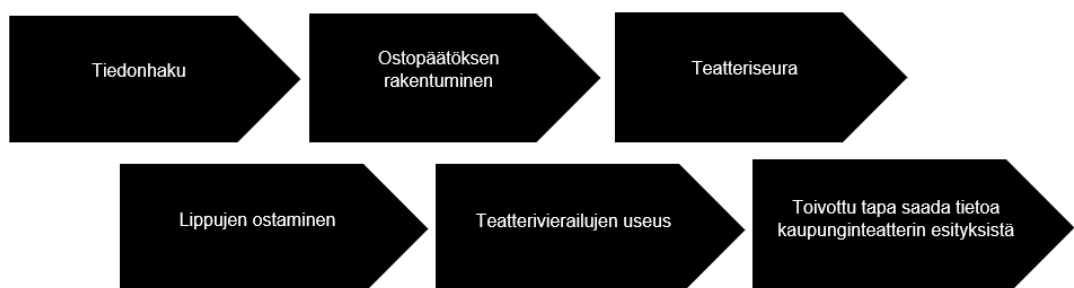 Tiedonhaku
Ostopäätöksen
rakentuminen
Teatteriseura
Lippujen ostaminen
Teatterivierailujen useus
Toivottu tapa saada tietoa
kaupunginteatterin esityksistä